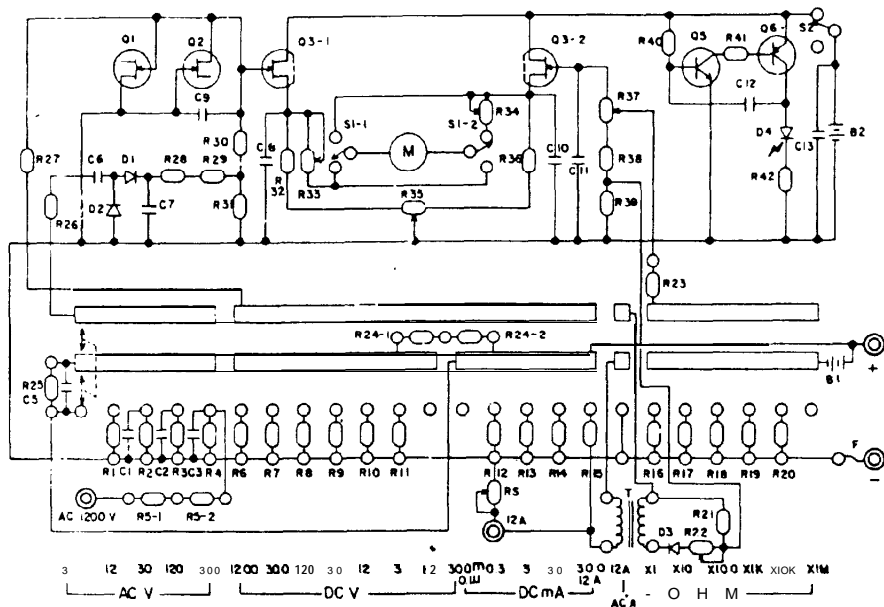 Q1 Q2 Q3-1 Q3-2 R40 Q5 R41 Q6 S2
C9 R34 R37 C12
R27 C6 D1 R28 R29 R30 C8 S1-1 M S1-2 C10 D4 C13 B2
R32 R33 R36 C11 R38
D2 C7 R31 R35 R39 R42
R26
R23
R24-1 R24-2
+
R25 B1
C5
F
R1 C1 R2 C2 R3 C3 R4 R6 R7 R8 R9 R10 R11 R12 R13 R14 R15 R16 R17 R18 R19 R20 -
RS T R21
AC 1200 V R5-1 R5-2 12A D3 R22
3 12 30 120 300 1200 300 120 30 12 3 12 300m 0.3 3 30 300 12A X1 X10 X100 X1K X10K X1M
12A
AC V DC V DC mA AC A OHM